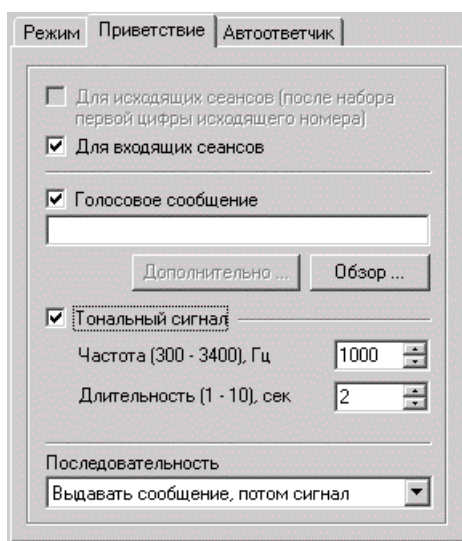 Режим Приветствие Автоответчик
Для исходящих сеансов (после набора
первой цифры исходящего номера)
Для входящих сеансов
Голосовое сообщение
Дополнительно ... Обзор ...
Тональный сигнал
Частота (300 - 3400), Гц 1000
Длительность (1 - 10), сек 2
Последовательность
Выдавать сообщение, потом сигнал